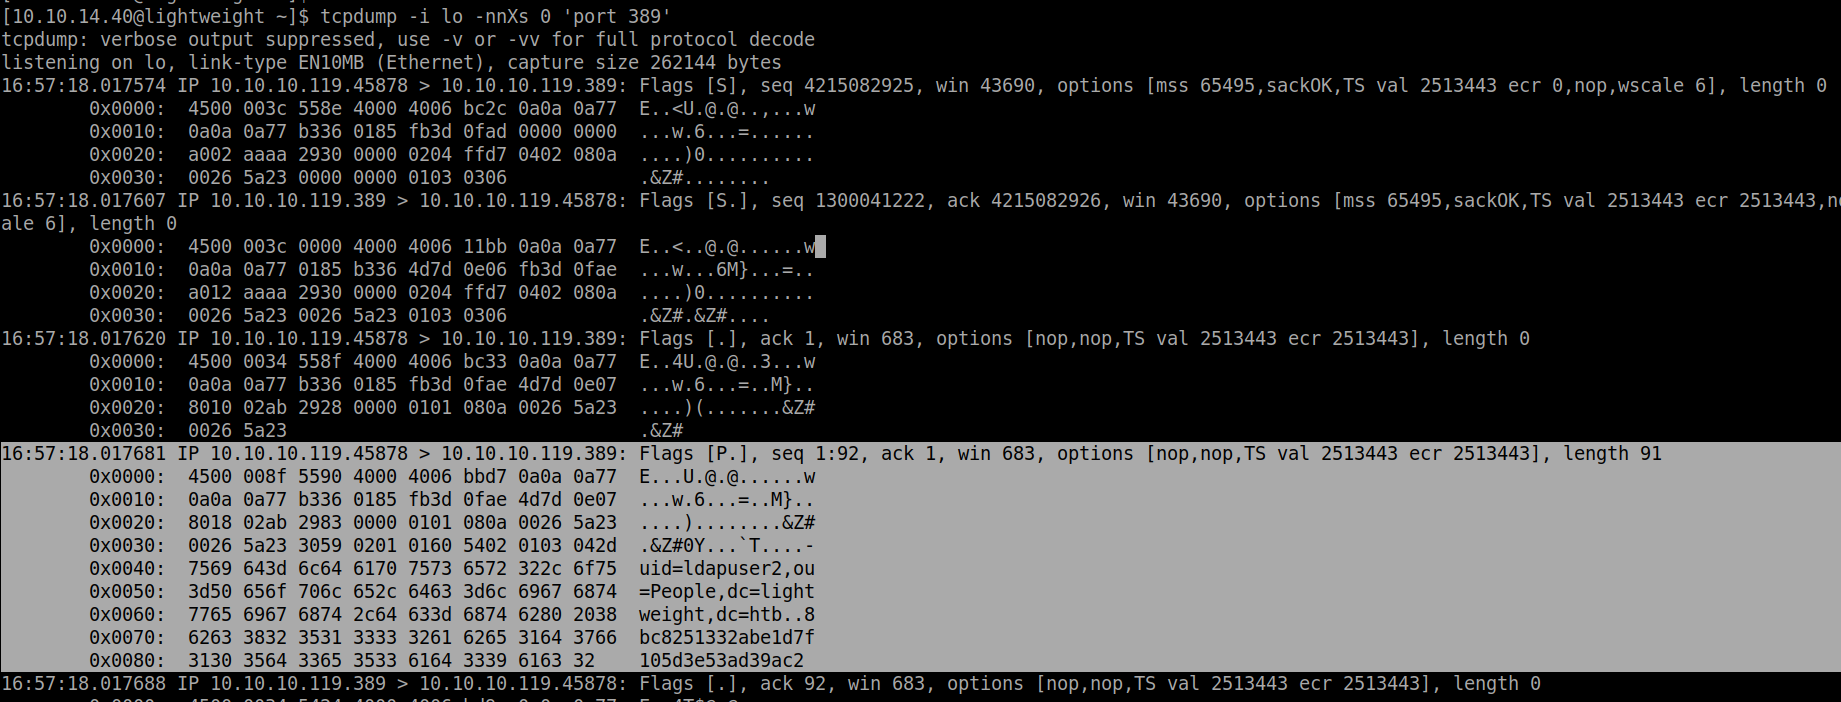 [10.10.14.40@lightweight ~]$ tcpdump -i lo -nnXs 0 'port 389'
tcpdump: verbose output suppressed, use -v or -vv for full protocol decode
listening on lo, link-type EN10MB (Ethernet), capture size 262144 bytes
16:57:18.017574 IP 10.10.10.119.45878 > 10.10.10.119.389: Flags [S], seq 4215082925, win 43690, options [mss 65495,sackOK,TS val 2513443 ecr 0,nop,wscale 6], length 0
        0x0000:  4500 003c 558e 4000 4006 bc2c 0a0a 0a77  E..<U.@.@..,...w
        0x0010:  0a0a 0a77 b336 0185 fb3d 0fad 0000 0000  ...w.6...=......
        0x0020:  a002 aaaa 2930 0000 0204 ffd7 0402 080a  ....)0..........
        0x0030:  0026 5a23 0000 0000 0103 0306            .&Z#........
16:57:18.017607 IP 10.10.10.119.389 > 10.10.10.119.45878: Flags [S.], seq 1300041222, ack 4215082926, win 43690, options [mss 65495,sackOK,TS val 2513443 ecr 2513443,no
ale 6], length 0
        0x0000:  4500 003c 0000 4000 4006 11bb 0a0a 0a77  E..<..@.@......w
        0x0010:  0a0a 0a77 0185 b336 4d7d 0e06 fb3d 0fae  ...w...6M}...=..
        0x0020:  a012 aaaa 2930 0000 0204 ffd7 0402 080a  ....)0..........
        0x0030:  0026 5a23 0026 5a23 0103 0306            .&Z#.&Z#....
16:57:18.017620 IP 10.10.10.119.45878 > 10.10.10.119.389: Flags [.], ack 1, win 683, options [nop,nop,TS val 2513443 ecr 2513443], length 0
        0x0000:  4500 0034 558f 4000 4006 bc33 0a0a 0a77  E..4U.@.@..3...w
        0x0010:  0a0a 0a77 b336 0185 fb3d 0fae 4d7d 0e07  ...w.6...=..M}..
        0x0020:  8010 02ab 2928 0000 0101 080a 0026 5a23  ....)(.......&Z#
        0x0030:  0026 5a23                                .&Z#
16:57:18.017681 IP 10.10.10.119.45878 > 10.10.10.119.389: Flags [P.], seq 1:92, ack 1, win 683, options [nop,nop,TS val 2513443 ecr 2513443], length 91
        0x0000:  4500 008f 5590 4000 4006 bbd7 0a0a 0a77  E...U.@.@......w
        0x0010:  0a0a 0a77 b336 0185 fb3d 0fae 4d7d 0e07  ...w.6...=..M}..
        0x0020:  8018 02ab 2983 0000 0101 080a 0026 5a23  ....)........&Z#
        0x0030:  0026 5a23 3059 0201 0160 5402 0103 042d  .&Z#0Y...`T....-
        0x0040:  7569 643d 6c64 6170 7573 6572 322c 6f75  uid=ldapuser2,ou
        0x0050:  3d50 656f 706c 652c 6463 3d6c 6967 6874  =People,dc=light
        0x0060:  7765 6967 6874 2c64 633d 6874 6280 2038  weight,dc=htb..8
        0x0070:  6263 3832 3531 3333 3261 6265 3164 3766  bc8251332abe1d7f
        0x0080:  3130 3564 3365 3533 6164 3339 6163 32    105d3e53ad39ac2
16:57:18.017688 IP 10.10.10.119.389 > 10.10.10.119.45878: Flags [.], ack 92, win 683, options [nop,nop,TS val 2513443 ecr 2513443], length 0